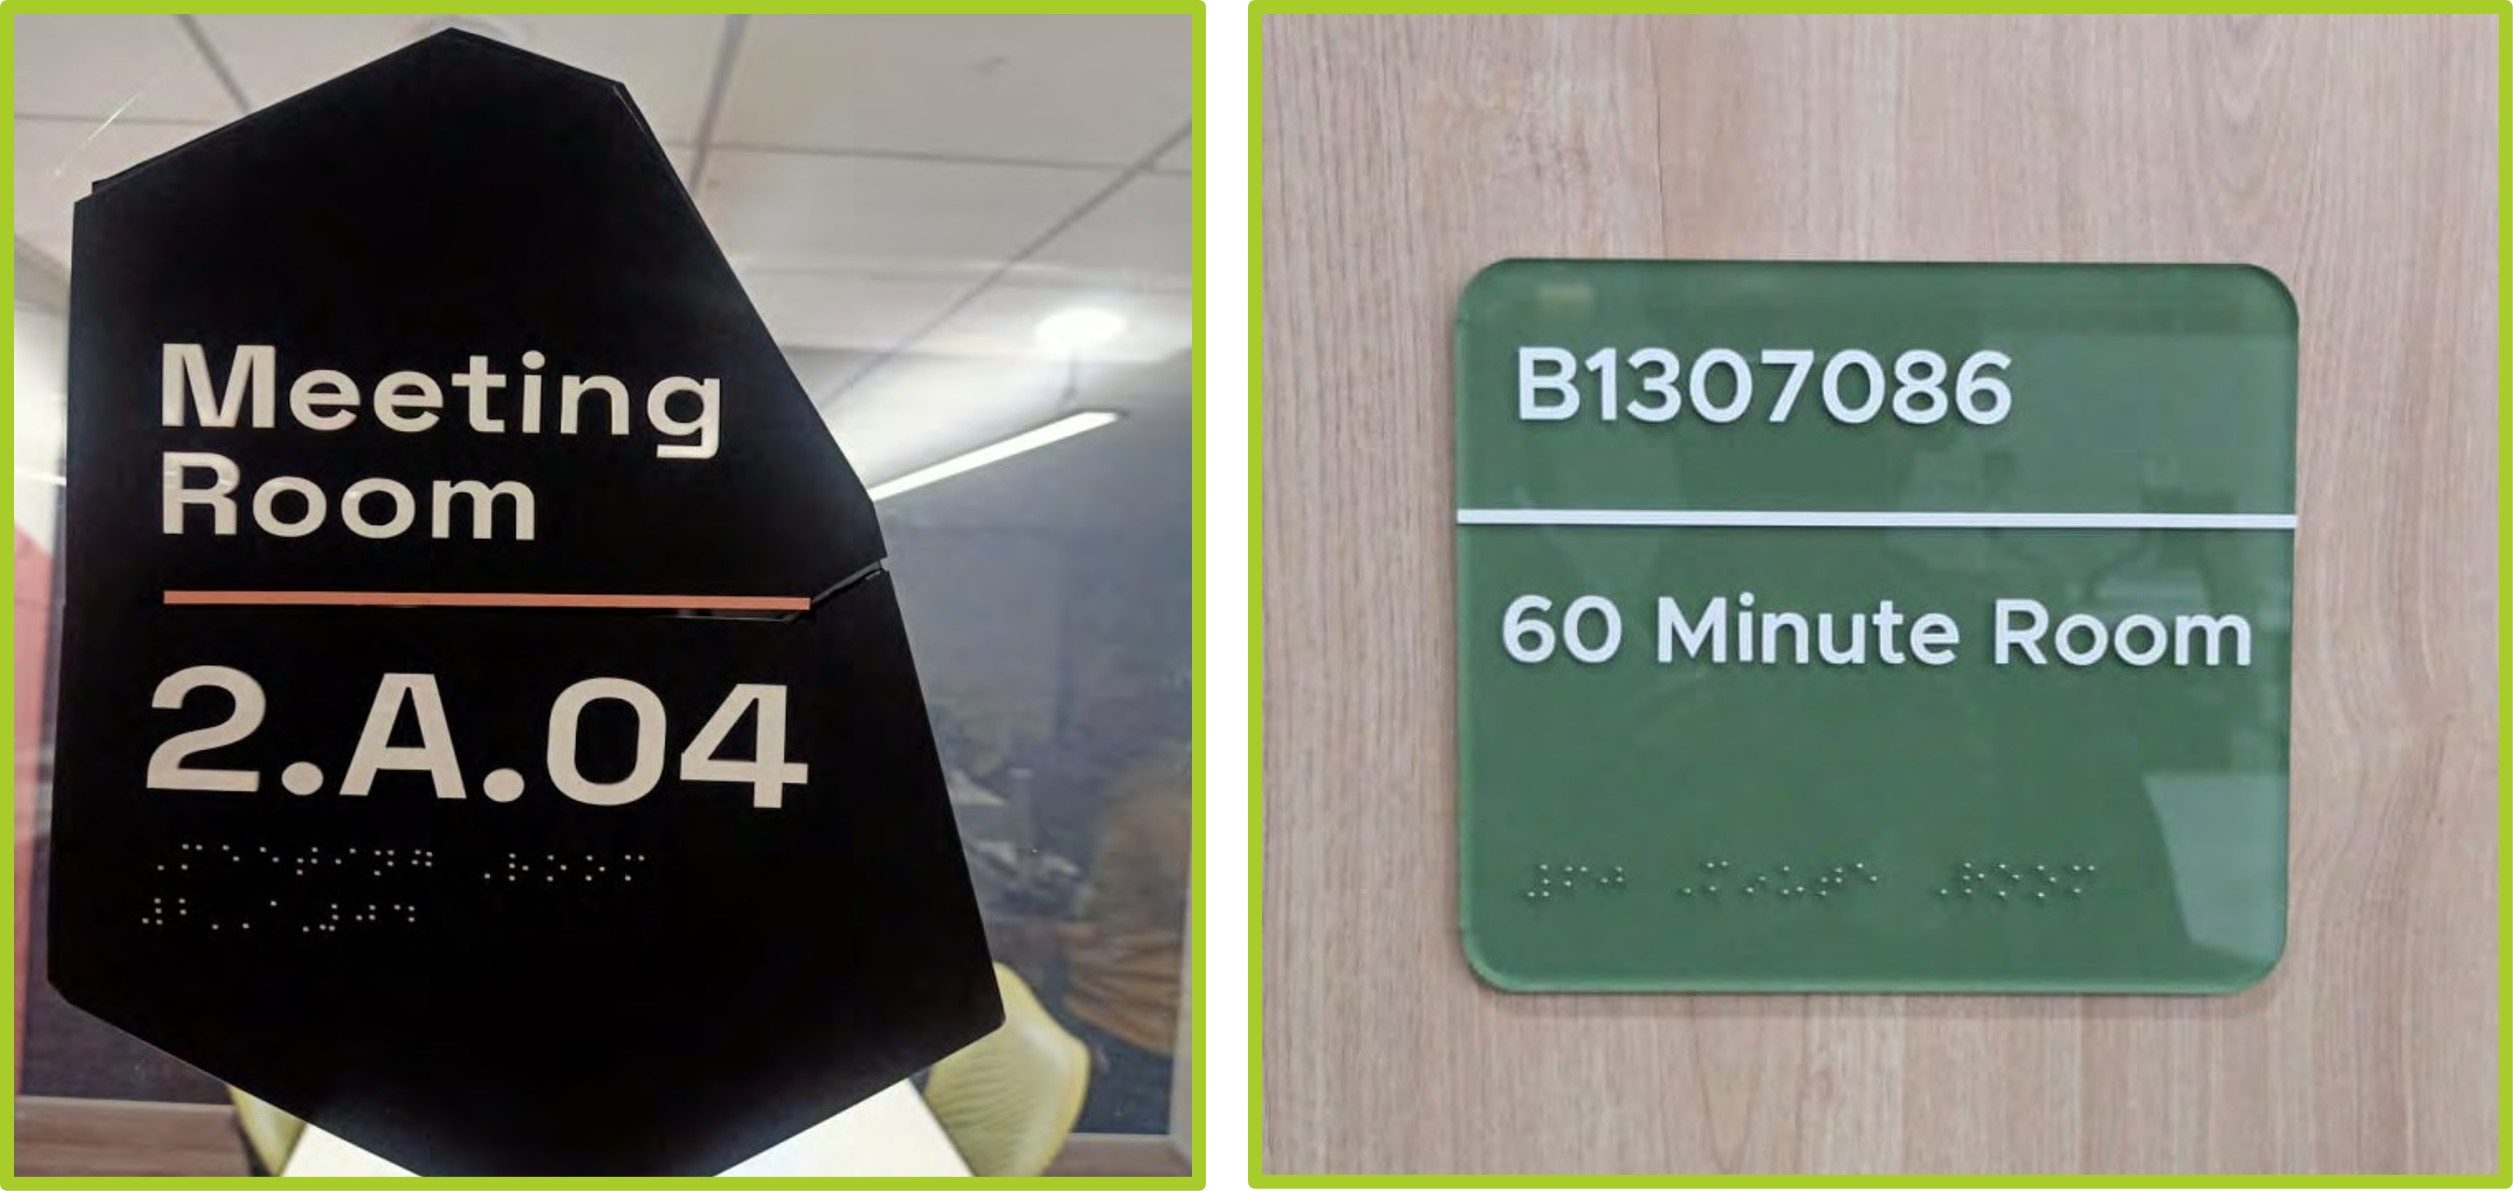 Meeting
Room
2.A.04
⠠⠍⠑⠑⠞⠊⠝⠛ ⠠⠗⠕⠕⠍
B1307086
60 Minute Room
⠼⠋⠚ ⠠⠍⠊⠝⠥⠞⠑ ⠠⠗⠕⠕⠍